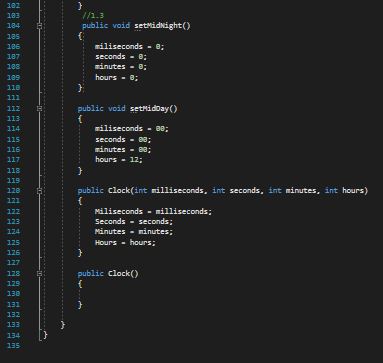 102 }
103 //1.3
104 public void setMidNight()
105 {
106 miliseconds = 0;
107 seconds = 0;
108 minutes = 0;
109 hours = 0;
110 }
111
112 public void setMidDay()
113 {
114 miliseconds = 00;
115 seconds = 00;
116 minutes = 00;
117 hours = 12;
118 }
119
120 public Clock(int milliseconds, int seconds, int minutes, int hours)
121 {
122 Miliseconds = milliseconds;
123 Seconds = seconds;
124 Minutes = minutes;
125 Hours = hours;
126 }
127
128 public Clock()
129 {
130
131 }
132
133 }
134 }
135